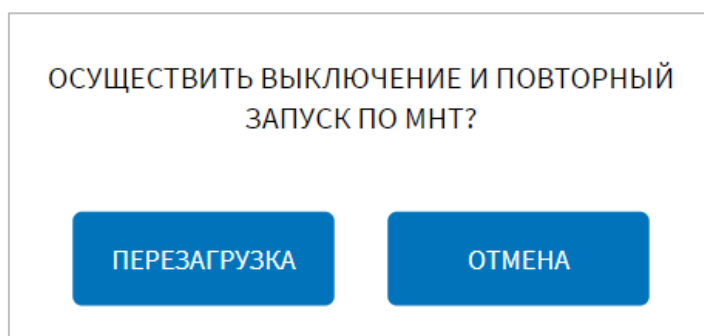 ОСУЩЕСТВИТЬ ВЫКЛЮЧЕНИЕ И ПОВТОРНЫЙ
ЗАПУСК ПО МНТ?
ПЕРЕЗАГРУЗКА
ОТМЕНА